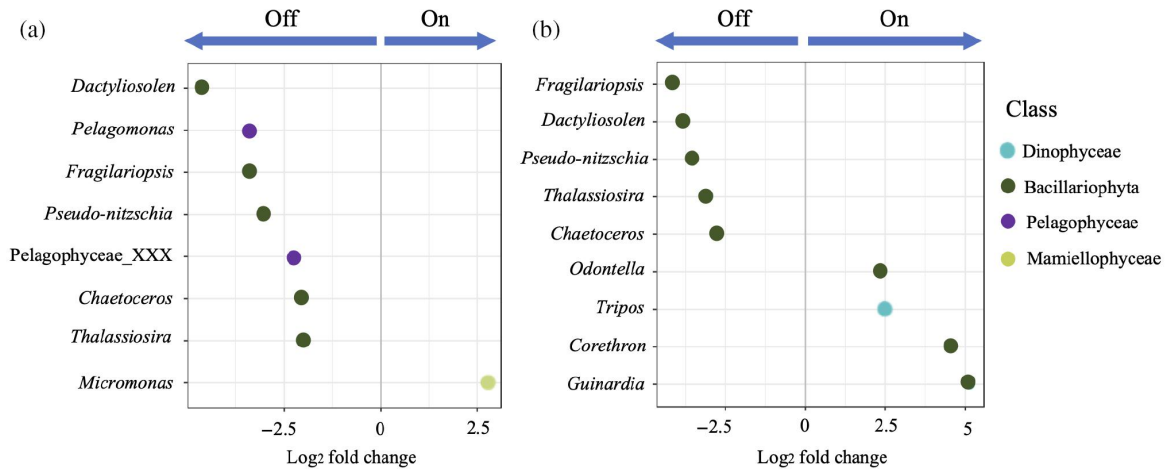 (a)
Off
On
Dactyliosolen
Pelagomonas
Fragilariopsis
Pseudo-nitzschia
Pelagophyceae_XXX
Chaetoceros
Thalassiosira
Micromonas
−2.5
0
2.5
Log2 fold change
(b)
Off
On
Fragilariopsis
Dactyliosolen
Pseudo-nitzschia
Thalassiosira
Chaetoceros
Odontella
Tripos
Corethron
Guinardia
−2.5
0
2.5
5
Log2 fold change
Class
Dinophyceae
Bacillariophyta
Pelagophyceae
Mamiellophyceae